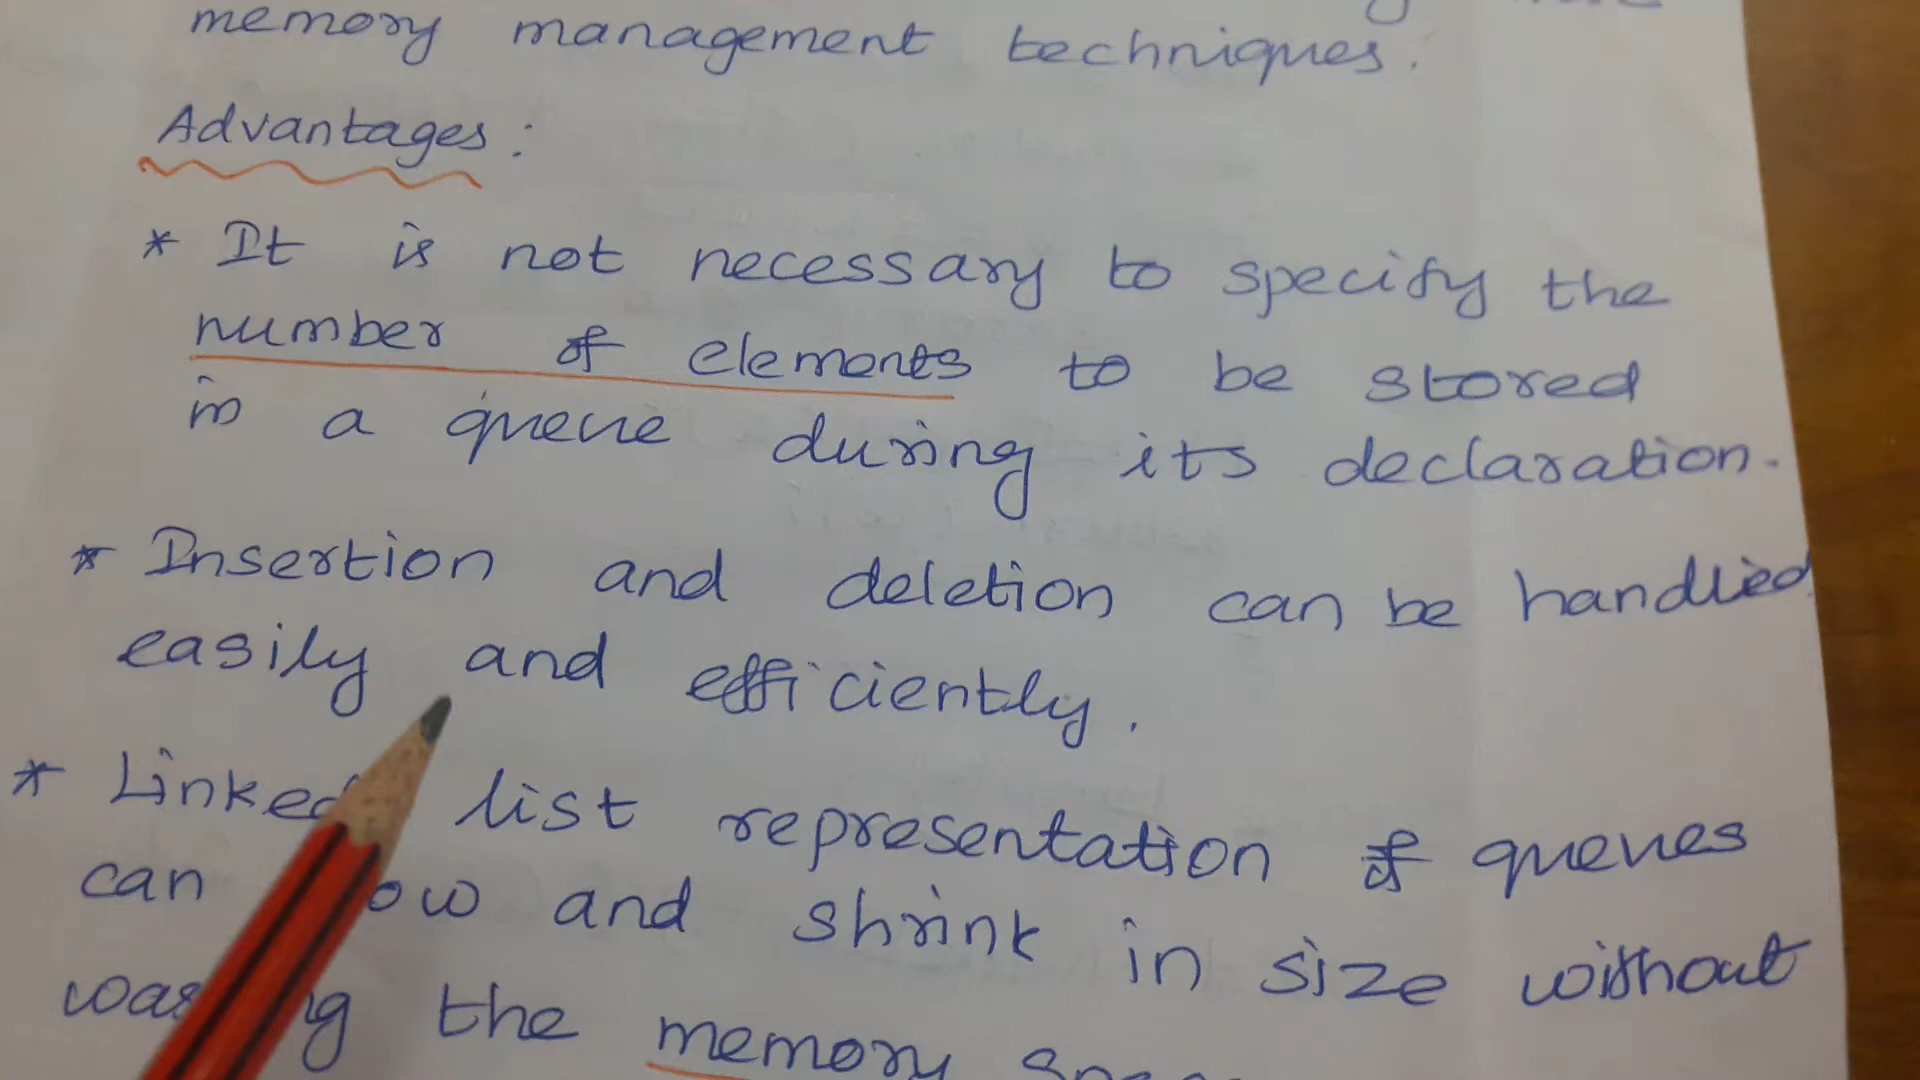 memory management techniques.
Advantages :
* It is not necessary to specify the
number of elements to be stored
in a queue during its declaration.
* Insertion and deletion can be handled
easily and efficiently.
* Linked list representation of queues
can and shrink in size without
the memory